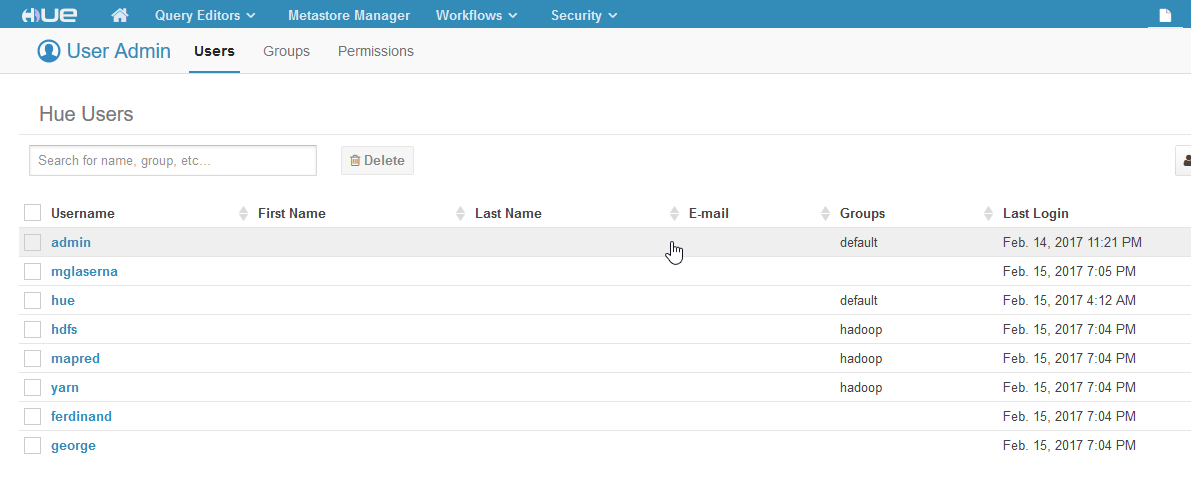 HUE Query Editors Metastore Manager Workflows Security
User Admin Users Groups Permissions
Hue Users
Search for name, group, etc... Delete
Username First Name Last Name E-mail Groups Last Login
admin default Feb. 14, 2017 11:21 PM
mglaserna Feb. 15, 2017 7:05 PM
hue default Feb. 15, 2017 4:12 AM
hdfs hadoop Feb. 15, 2017 7:04 PM
mapred hadoop Feb. 15, 2017 7:04 PM
yarn hadoop Feb. 15, 2017 7:04 PM
ferdinand Feb. 15, 2017 7:04 PM
george Feb. 15, 2017 7:04 PM